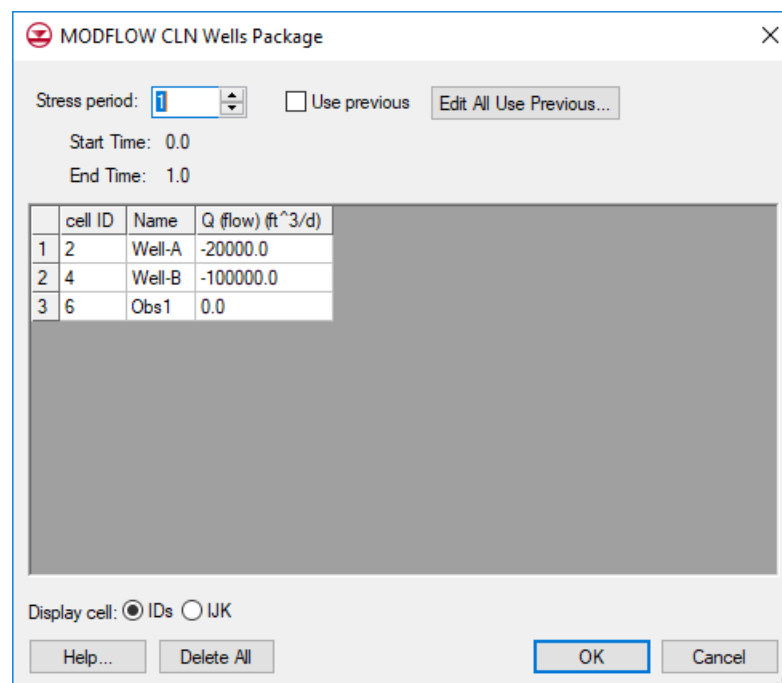 MODFLOW CLN Wells Package
Stress period: 1 Use previous Edit All Use Previous...
Start Time: 0.0
End Time: 1.0
cell ID Name Q (flow) (ft^3/d)
1 2 Well-A -20000.0
2 4 Well-B -100000.0
3 6 Obs1 0.0
Display cell: IDs IJK
Help... Delete All OK Cancel